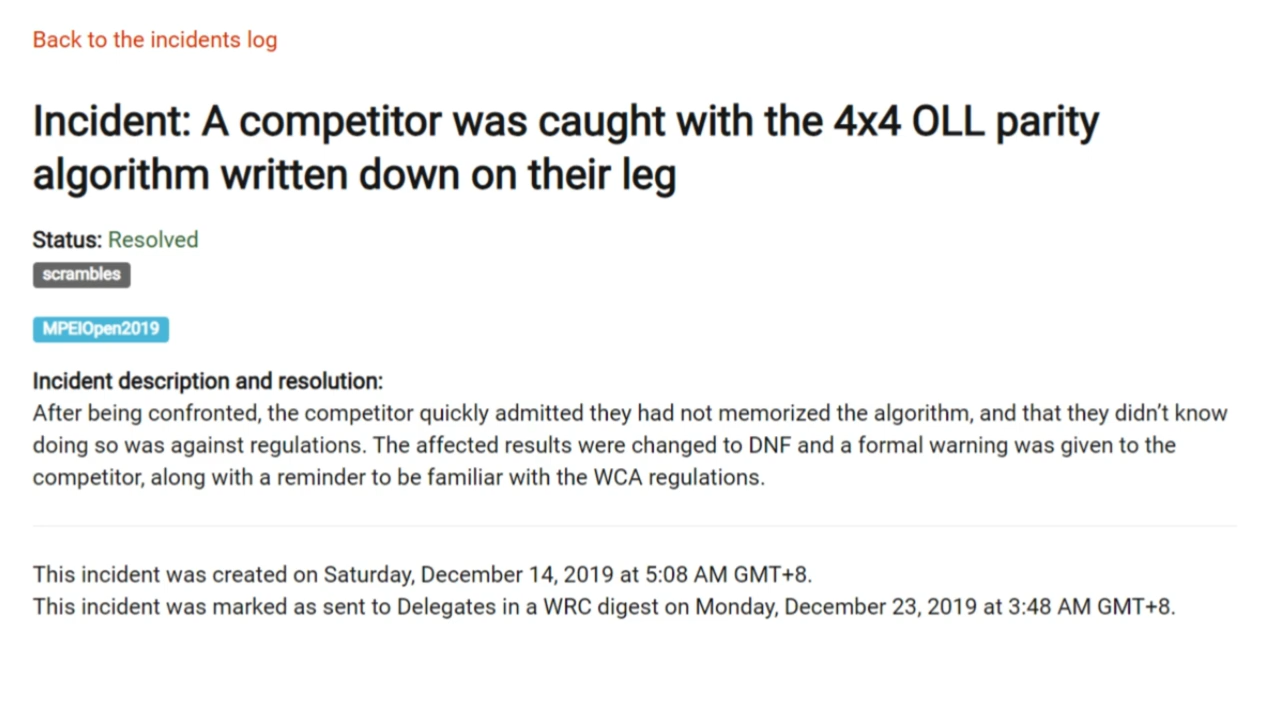 Back to the incidents log
Incident: A competitor was caught with the 4x4 OLL parity
algorithm written down on their leg
Status: Resolved
scrambles
MPEIOpen2019
Incident description and resolution:
After being confronted, the competitor quickly admitted they had not memorized the algorithm, and that they didn’t know
doing so was against regulations. The affected results were changed to DNF and a formal warning was given to the
competitor, along with a reminder to be familiar with the WCA regulations.
This incident was created on Saturday, December 14, 2019 at 5:08 AM GMT+8.
This incident was marked as sent to Delegates in a WRC digest on Monday, December 23, 2019 at 3:48 AM GMT+8.